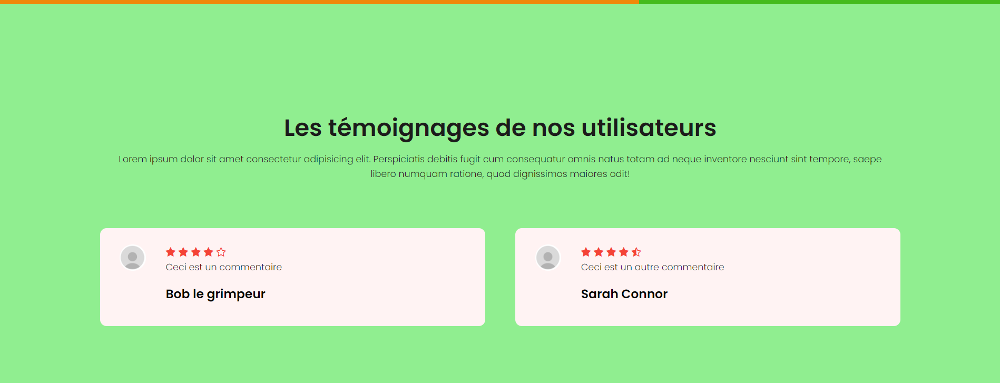 Les témoignages de nos utilisateurs
Lorem ipsum dolor sit amet consectetur adipisicing elit. Perspiciatis debitis fugit cum consequatur omnis natus totam ad neque inventore nesciunt sint tempore, saepe
libero numquam ratione, quod dignissimos maiores odit!
Ceci est un commentaire
Bob le grimpeur
Ceci est un autre commentaire
Sarah Connor